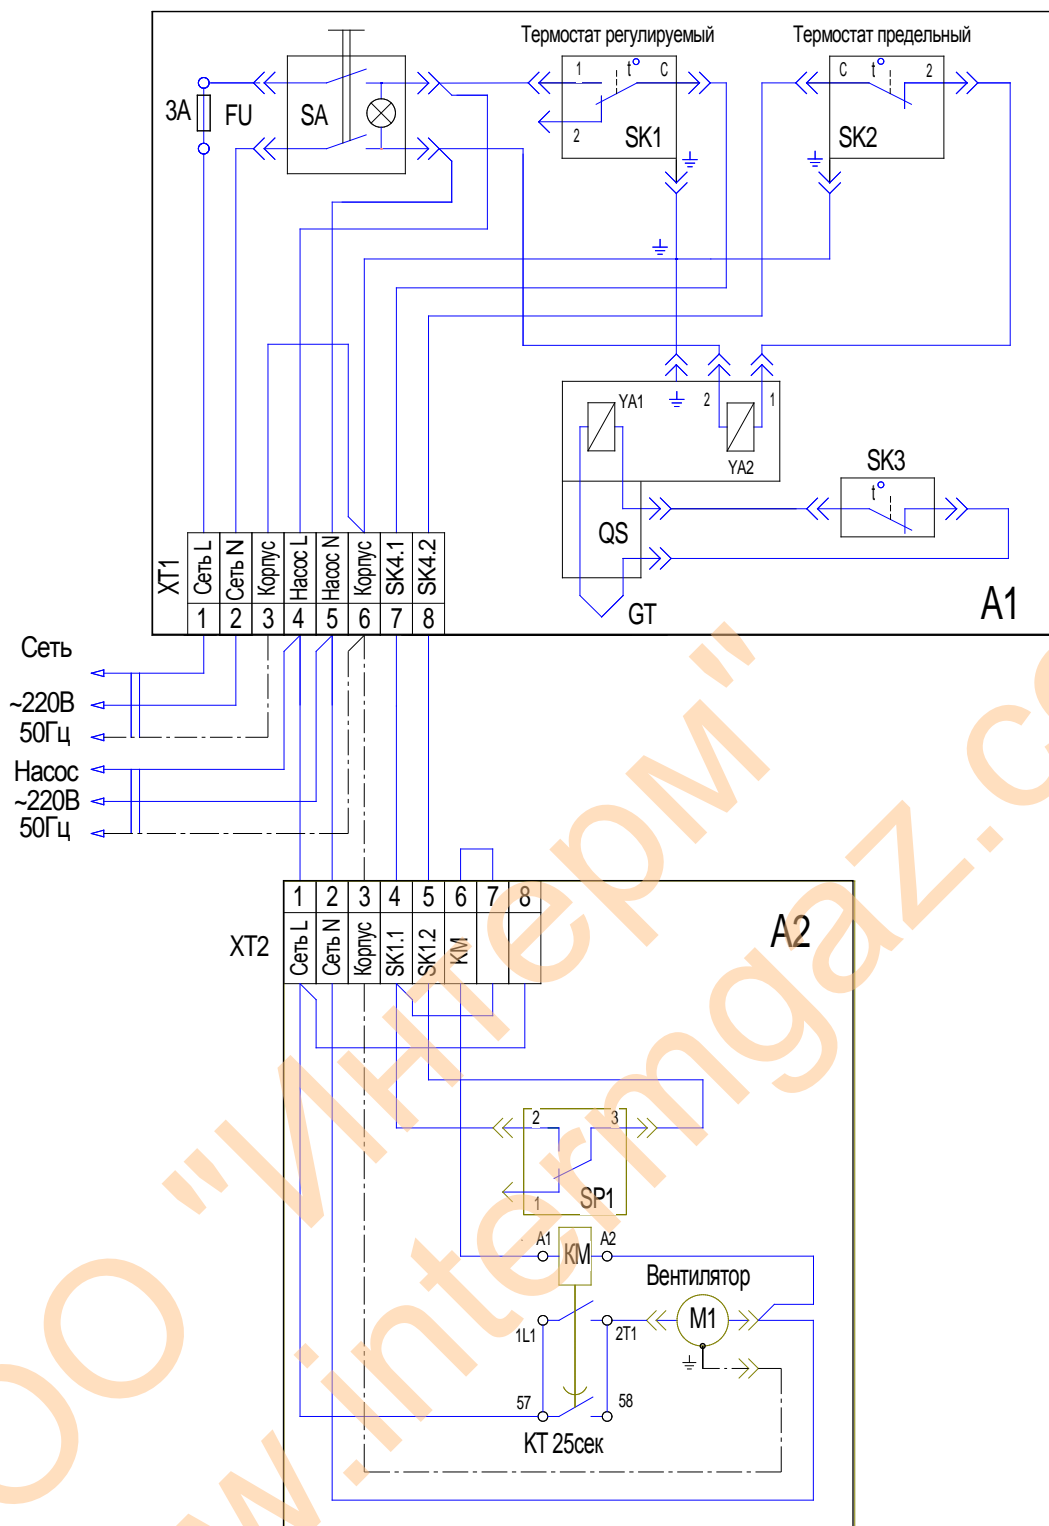 Термостат регулируемый
Термостат предельный
3А
FU
SA
1
t°
C
2
SK1
C
t°
2
SK2
YA1
2
1
YA2
SK3
t°
QS
GT
A1
XT1
Сеть L
Сеть N
Корпус
Насос L
Насос N
Корпус
SK4.1
SK4.2
1 2 3 4 5 6 7 8
Сеть
~220В
50Гц
Насос
~220В
50Гц
1 2 3 4 5 6 7 8
XT2
Сеть L
Сеть N
Корпус
SK1.1
SK1.2
КМ
A2
2
3
1
SP1
A1
КМ
A2
Вентилятор
M1
1L1
2T1
57
58
КТ 25сек
ОО "Интерм"
w.intermgaz.c